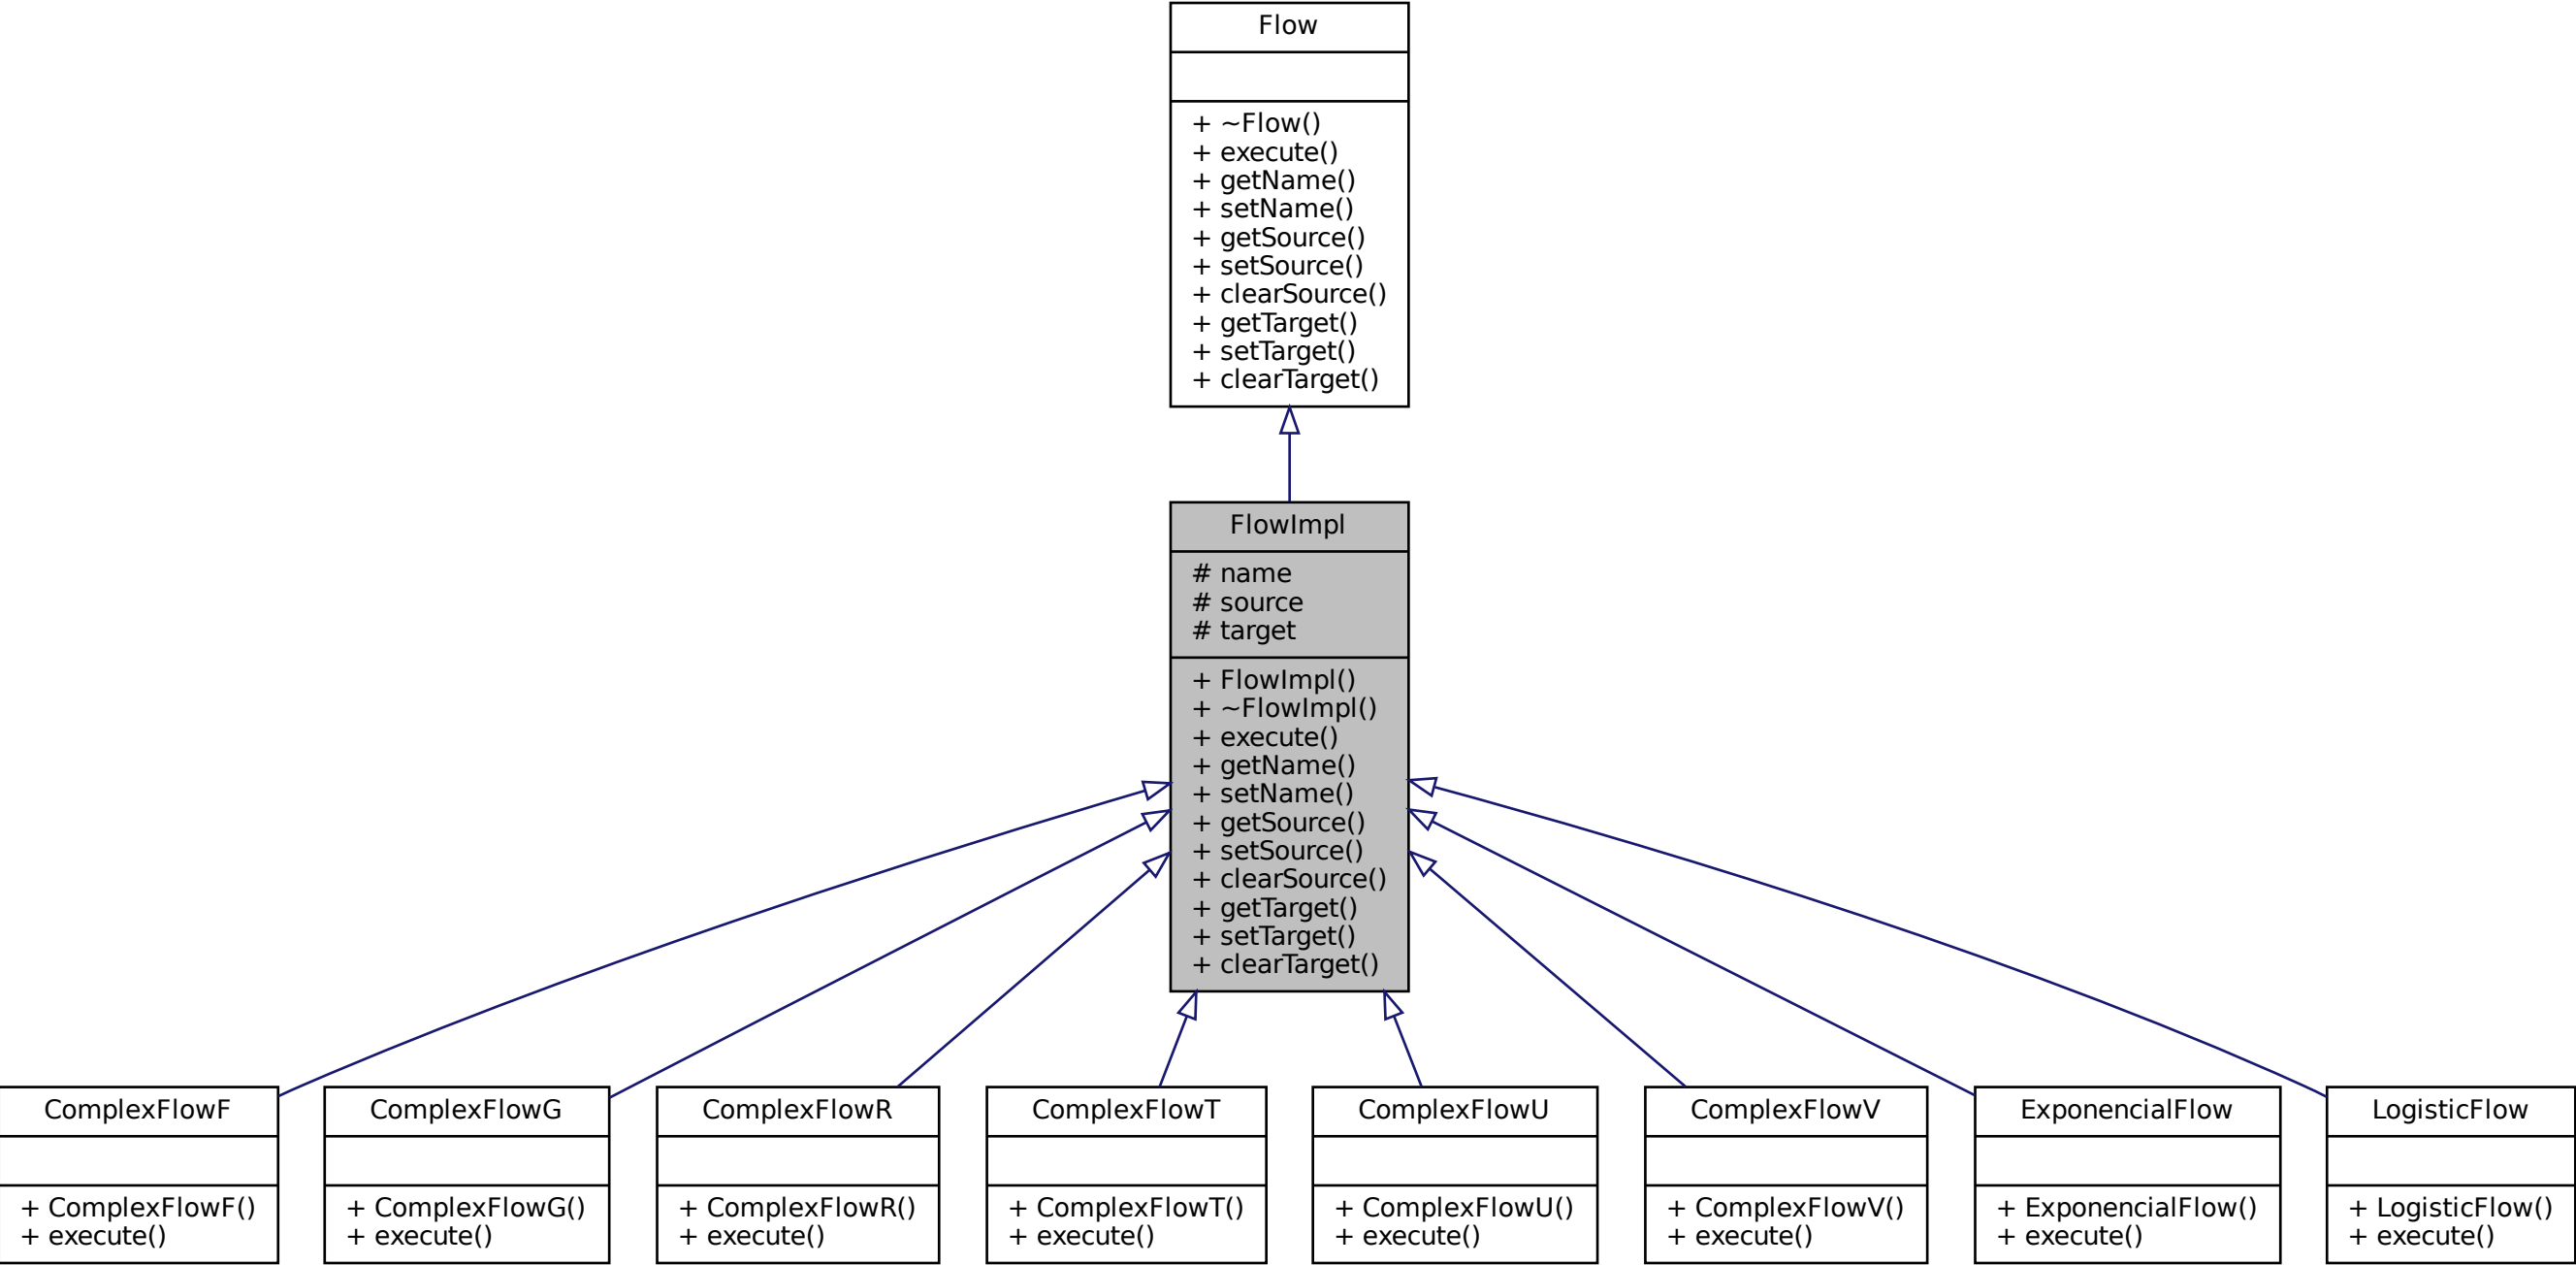 Flow
+ ~Flow()
+ execute()
+ getName()
+ setName()
+ getSource()
+ setSource()
+ clearSource()
+ getTarget()
+ setTarget()
+ clearTarget()
FlowImpl
# name
# source
# target
+ FlowImpl()
+ ~FlowImpl()
+ execute()
+ getName()
+ setName()
+ getSource()
+ setSource()
+ clearSource()
+ getTarget()
+ setTarget()
+ clearTarget()
ComplexFlowF
+ ComplexFlowF()
+ execute()
ComplexFlowG
+ ComplexFlowG()
+ execute()
ComplexFlowR
+ ComplexFlowR()
+ execute()
ComplexFlowT
+ ComplexFlowT()
+ execute()
ComplexFlowU
+ ComplexFlowU()
+ execute()
ComplexFlowV
+ ComplexFlowV()
+ execute()
ExponencialFlow
+ ExponencialFlow()
+ execute()
LogisticFlow
+ LogisticFlow()
+ execute()